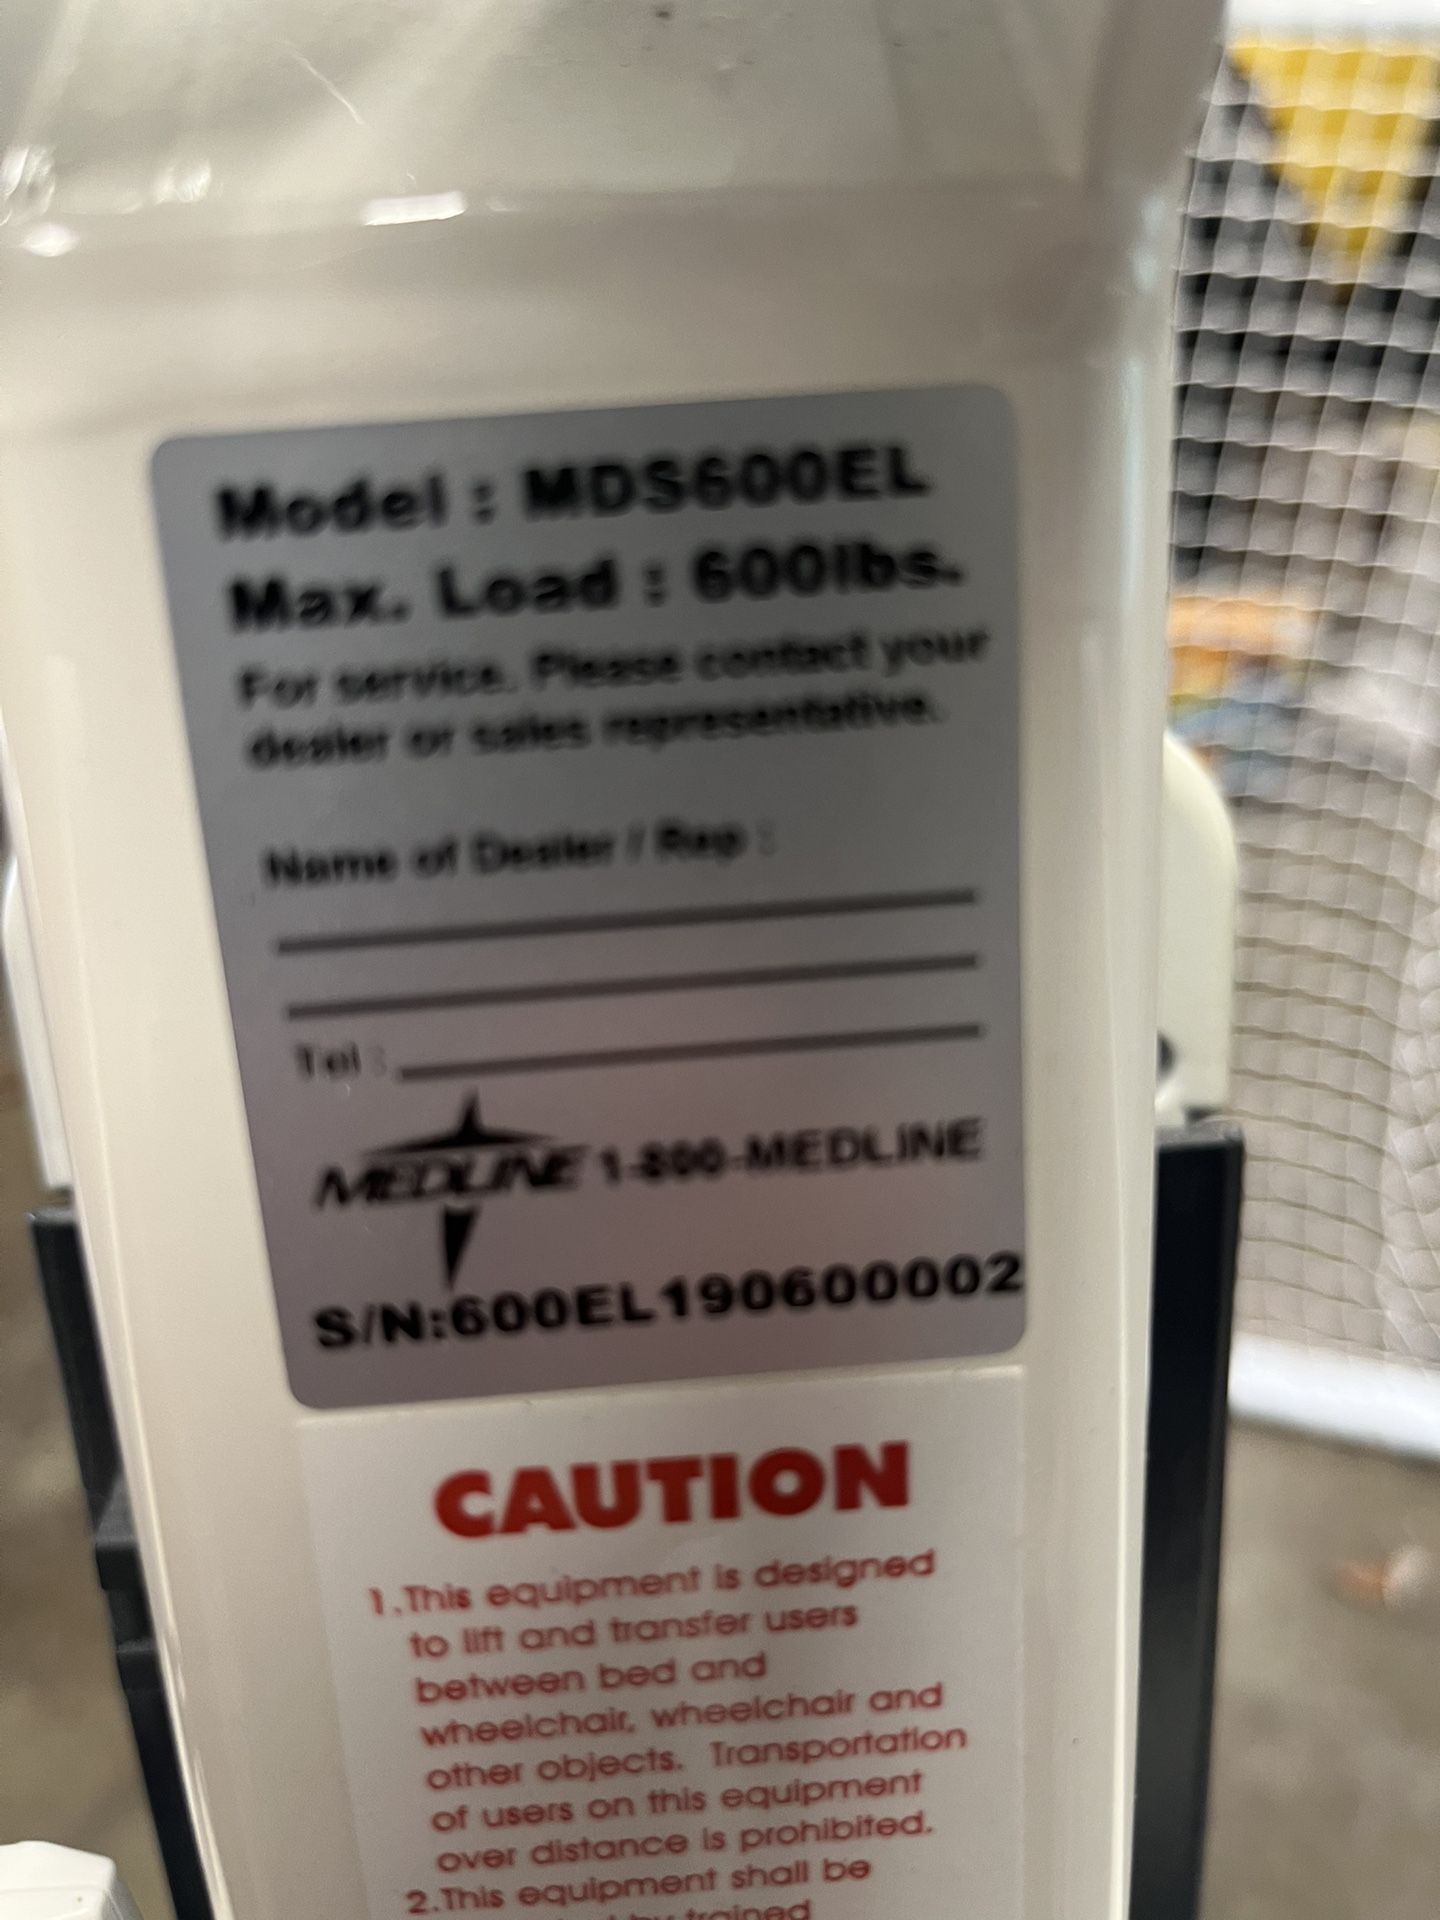 Model : MDS600EL
Max. Load : 600lbs.
For service. Please contact your
dealer or sales representative.
Name of Dealer / Rep :
Tel :
MEDLINE 1-800-MEDLINE
S/N:600EL190600002
CAUTION
1.This equipment is designed
to lift and transfer users
between bed and
wheelchair, wheelchair and
other objects. Transportation
of users on this equipment
over distance is prohibited.
2.This equipment shall be
by trained